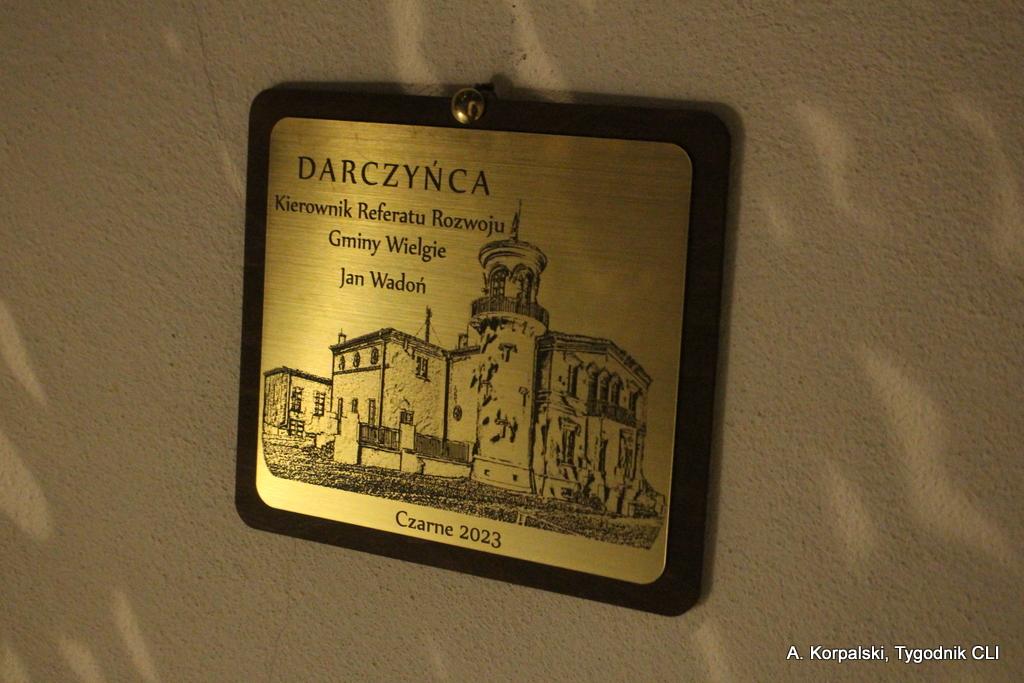 DARCZYŃCA
Kierownik Referatu Rozwoju
Gminy Wielgie
Jan Wadoń
Czarne 2023
A. Korpalski, Tygodnik CLI